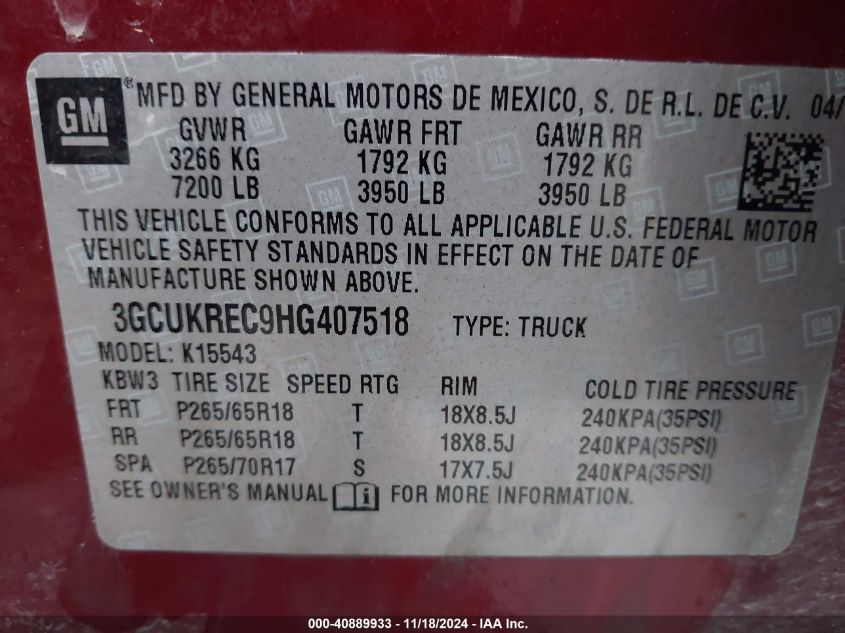 GM ® MFD BY GENERAL MOTORS DE MEXICO, S. DE R.L. DE C.V. 04/
GVWR GAWR FRT GAWR RR
3266 KG 1792 KG 1792 KG
7200 LB 3950 LB 3950 LB
THIS VEHICLE CONFORMS TO ALL APPLICABLE U.S. FEDERAL MOTOR
VEHICLE SAFETY STANDARDS IN EFFECT ON THE DATE OF
MANUFACTURE SHOWN ABOVE.
3GCUKREC9HG407518 TYPE: TRUCK
MODEL: K15543
KBW3 TIRE SIZE SPEED RTG RIM COLD TIRE PRESSURE
FRT P265/65R18 T 18X8.5J 240KPA(35PSI)
RR P265/65R18 T 18X8.5J 240KPA(35PSI)
SPA P265/70R17 S 17X7.5J 240KPA(35PSI)
SEE OWNER'S MANUAL i FOR MORE INFORMATION.
000-40889933 - 11/18/2024 - IAA Inc.